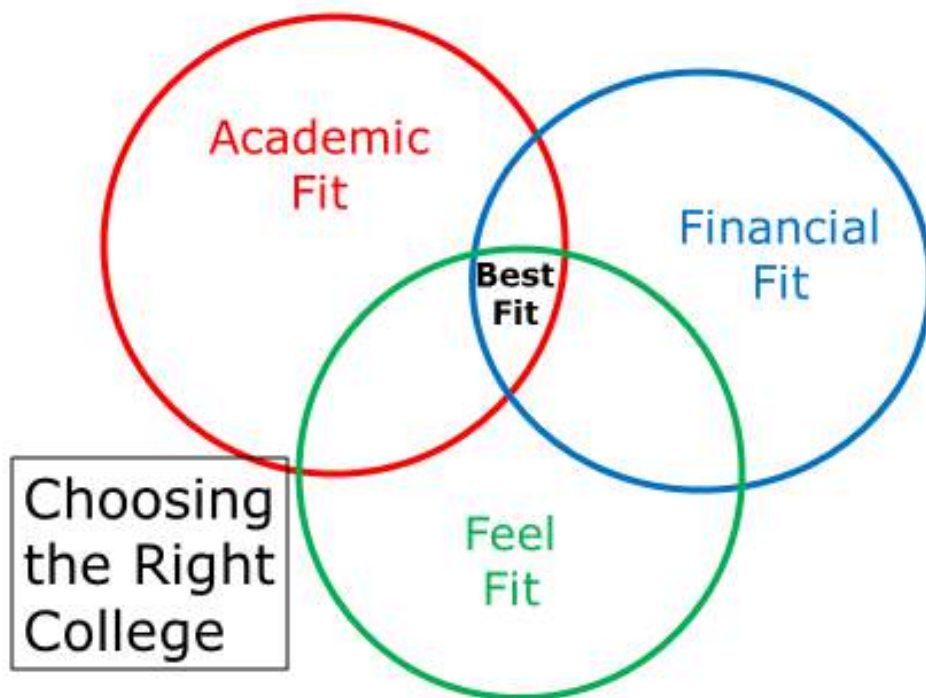 Academic
Fit
Financial
Fit
Best
Fit
Feel
Fit
Choosing
the Right
College